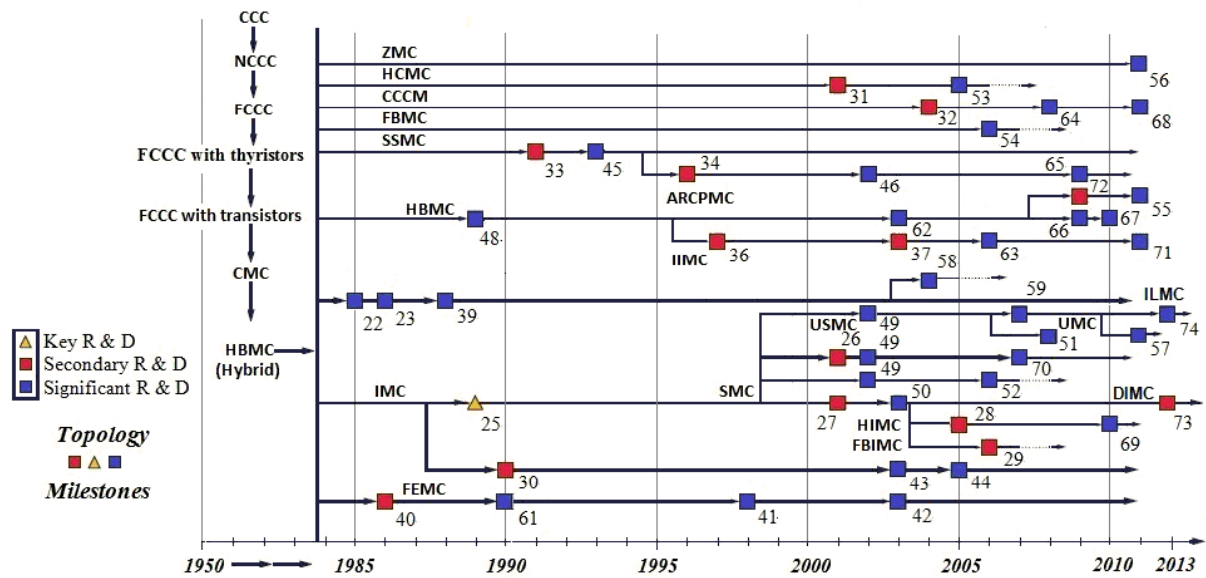 CCC
NCCC
FCCC
FCCC with thyristors
FCCC with transistors
CMC
HBMC
(Hybrid)
Key R & D
Secondary R & D
Significant R & D
Topology
Milestones
ZMC
56
HCMC
31
53
CCCM
32
64
68
FBMC
54
SSMC
33
45
34
46
65
ARCPMC
72
55
HBMC
48
62
66
67
IIMC
36
37
63
71
58
22
23
39
59
ILMC
USMC
49
UMC
74
26
49
51
57
49
70
SMC
52
IMC
25
27
50
DIMC
73
HIMC
28
69
FBIMC
29
30
43
44
FEMC
40
61
41
42
1950
1985
1990
1995
2000
2005
2010
2013